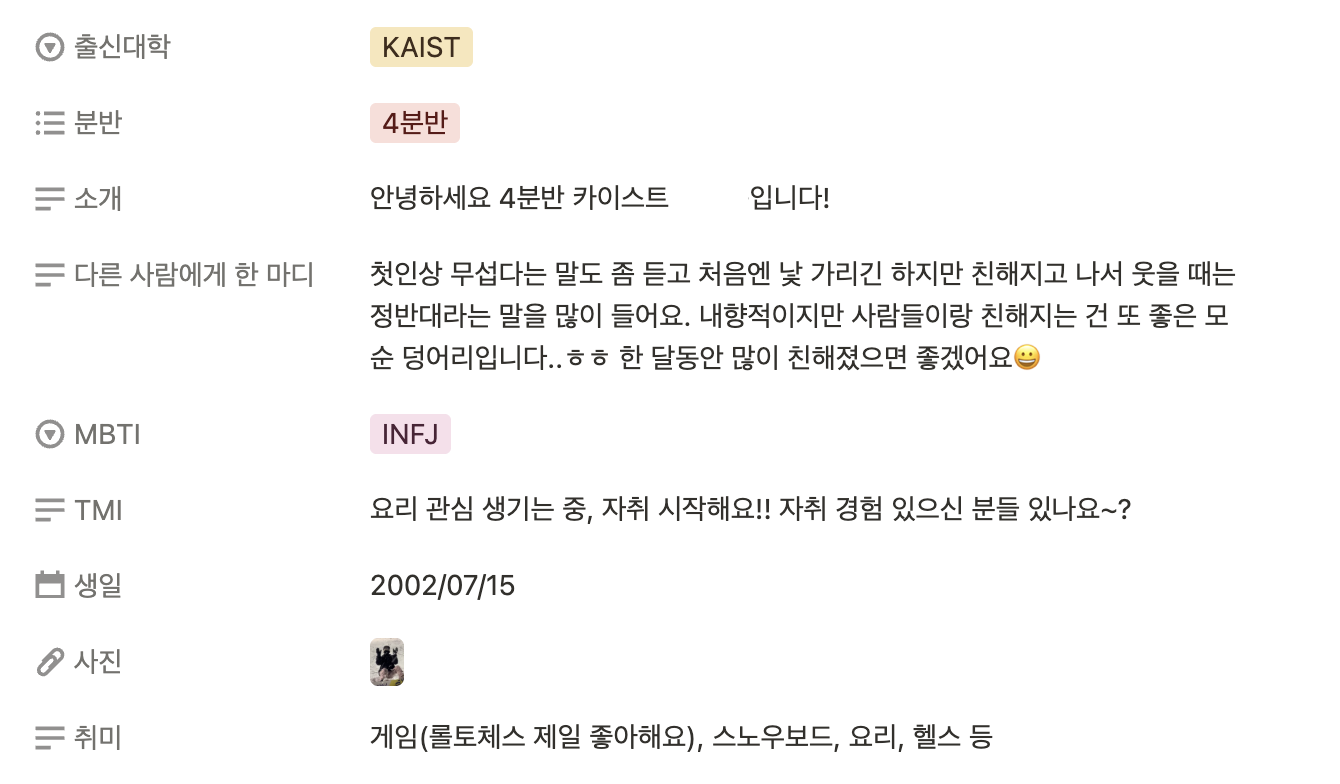 출신대학 KAIST
분반 4분반
소개 안녕하세요 4분반 카이스트 입니다!
다른 사람에게 한 마디 첫인상 무섭다는 말도 좀 듣고 처음엔 낯 가리긴 하지만 친해지고 나서 웃을 때는
정반대라는 말을 많이 들어요. 내향적이지만 사람들이랑 친해지는 건 또 좋은 모
순 덩어리입니다..ㅎㅎ 한 달동안 많이 친해졌으면 좋겠어요😀
MBTI INFJ
TMI 요리 관심 생기는 중, 자취 시작해요!! 자취 경험 있으신 분들 있나요~?
생일 2002/07/15
사진
취미 게임(롤토체스 제일 좋아해요), 스노우보드, 요리, 헬스 등